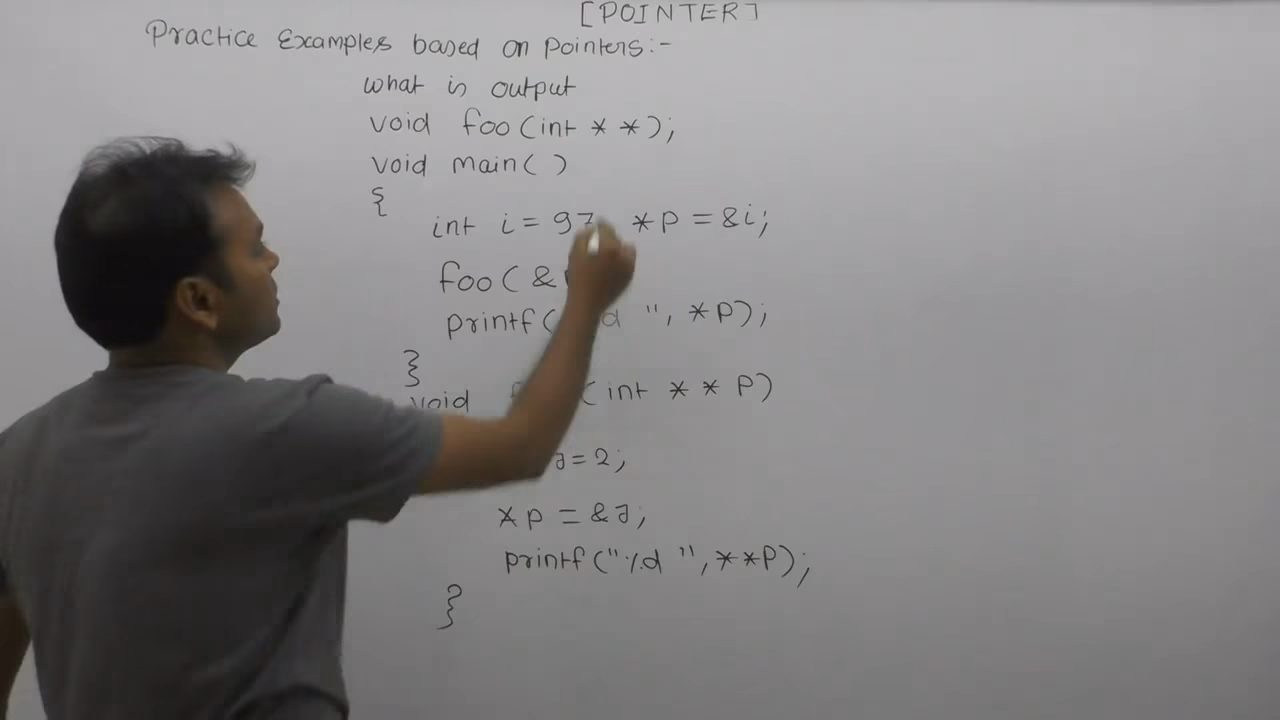 [POINTER]
Practice Examples based on Pointers:-
what is output
void foo(int * *);
void main( )
{
int i = 97 *p = &i;
foo( &
printf( d ", *p);
}
void (int * * P)
J=2;
*p = &J;
printf("%d ", **p);
}